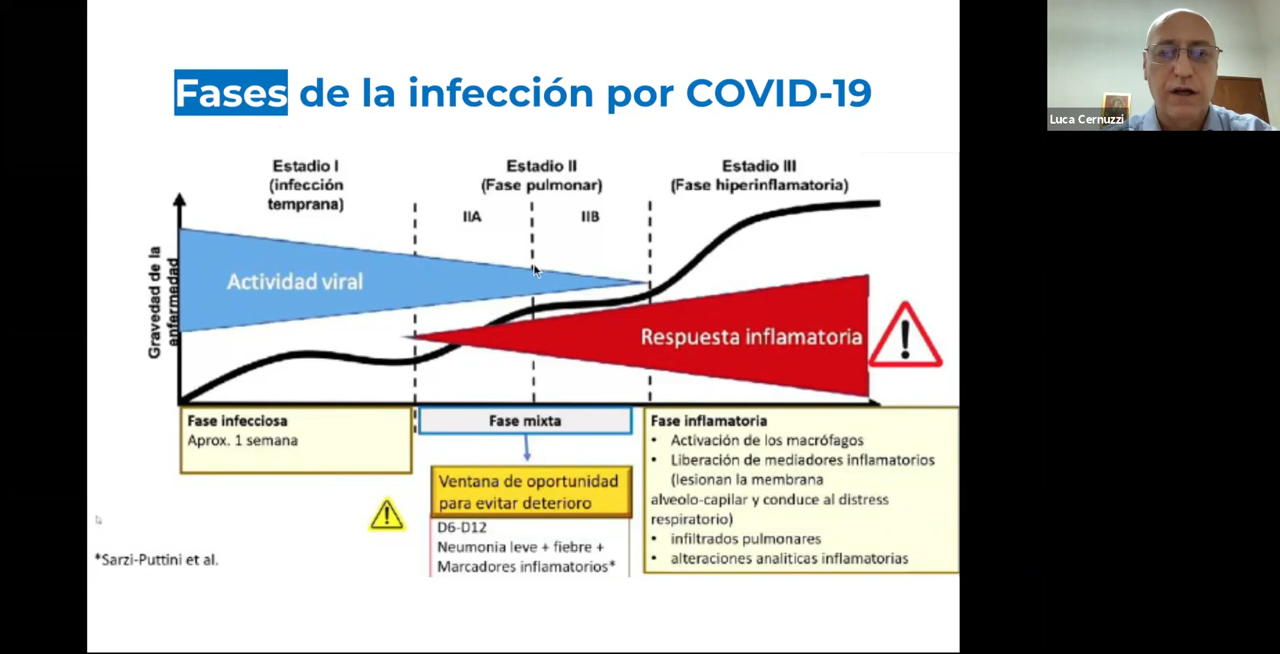 Fases de la infección por COVID-19
Luca Cernuzzi
Estadio I
(infección
temprana)
Estadio II
(Fase pulmonar)
IIA
IIB
Estadio III
(Fase hiperinflamatoria)
Gravedad de la
enfermedad
Actividad viral
Respuesta inflamatoria
Fase infecciosa
Aprox. 1 semana
Fase mixta
Ventana de oportunidad
para evitar deterioro
D6-D12
Neumonia leve + fiebre +
Marcadores inflamatorios*
Fase inflamatoria
• Activación de los macrófagos
• Liberación de mediadores inflamatorios
(lesionan la membrana
alveolo-capilar y conduce al distress
respiratorio)
• infiltrados pulmonares
• alteraciones analiticas inflamatorias
*Sarzi-Puttini et al.